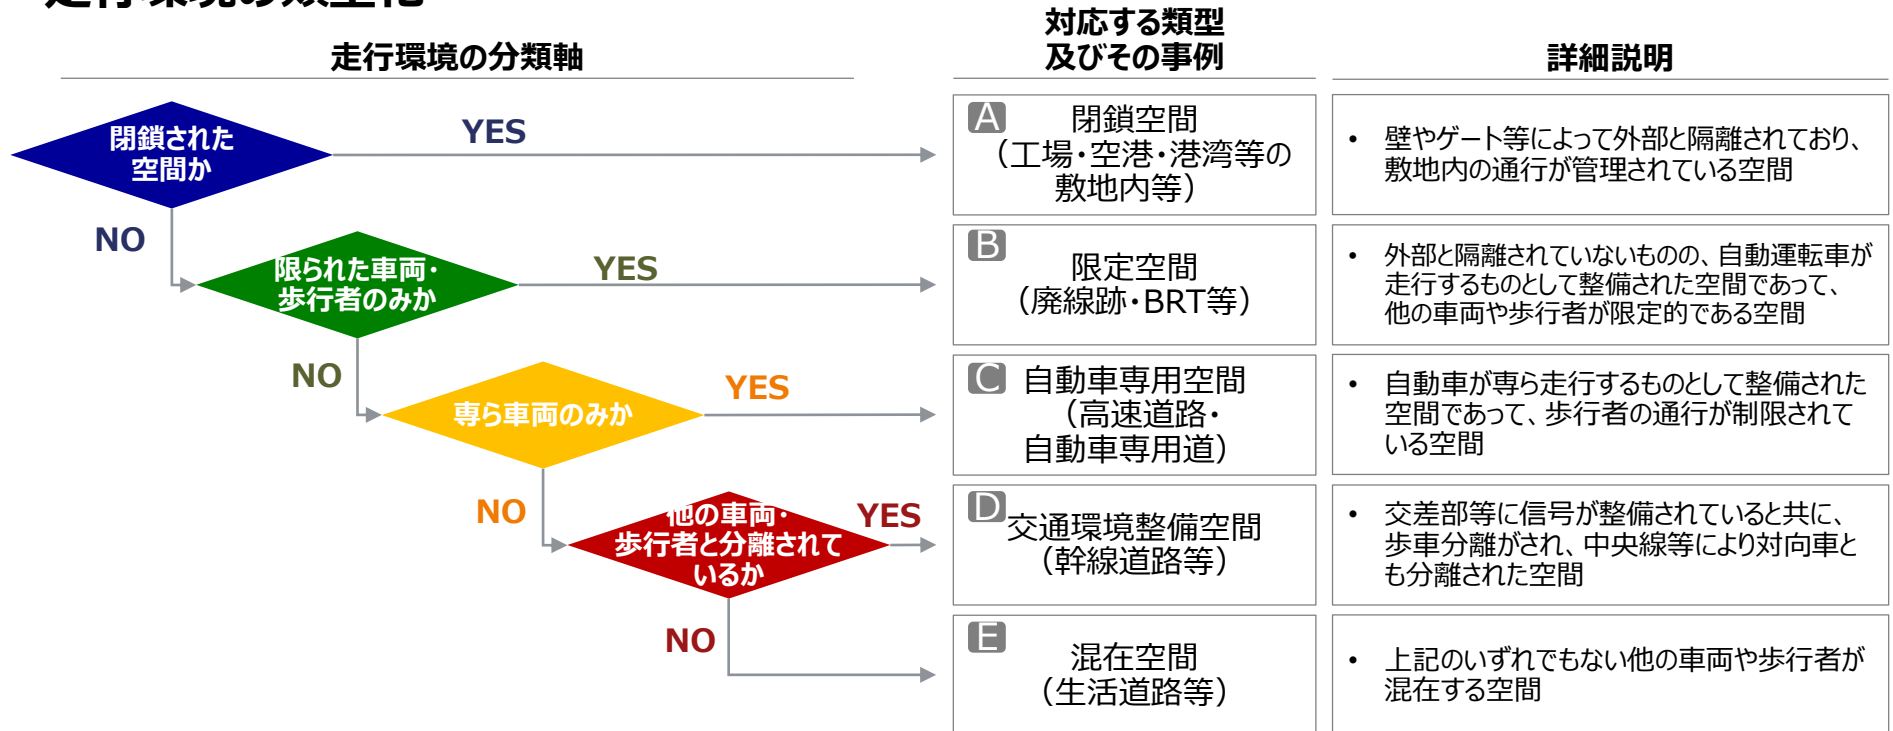 走行環境の類型化
走行環境の分類軸
対応する類型
及びその事例
詳細説明
閉鎖された
空間か
YES
NO
A
閉鎖空間
（工場・空港・港湾等の
敷地内等）
• 壁やゲート等によって外部と隔離されており、
敷地内の通行が管理されている空間
限られた車両・
歩行者のみか
YES
NO
B
限定空間
（廃線跡・BRT等）
• 外部と隔離されていないものの、自動運転車が
走行するものとして整備された空間であって、
他の車両や歩行者が限定的である空間
専ら車両のみか
YES
NO
C
自動車専用空間
（高速道路・
自動車専用道）
• 自動車が専ら走行するものとして整備された
空間であって、歩行者の通行が制限されて
いる空間
他の車両・
歩行者と分離されて
いるか
YES
NO
D
交通環境整備空間
（幹線道路等）
• 交差部等に信号が整備されていると共に、
歩車分離がされ、中央線等により対向車と
も分離された空間
E
混在空間
（生活道路等）
• 上記のいずれでもない他の車両や歩行者が
混在する空間